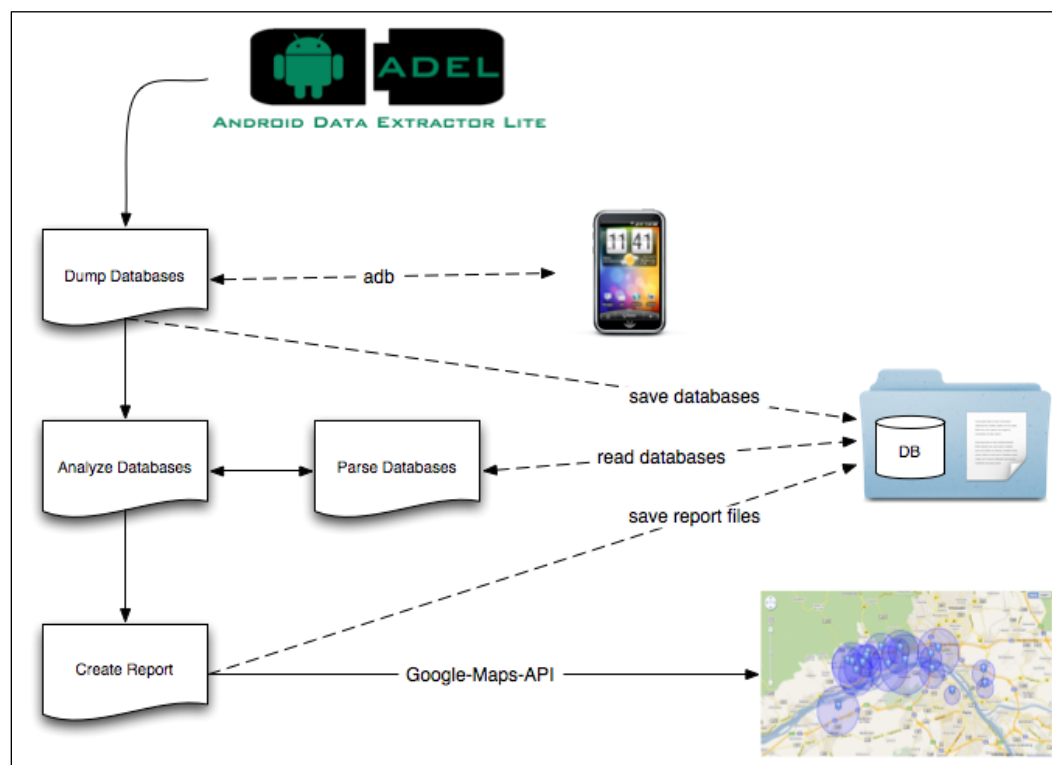 ADEL
ANDROID DATA EXTRACTOR LITE
11 41
Dump Databases
adb
save databases
Analyze Databases
Parse Databases
read databases
DB
save report files
Create Report
Google-Maps-API